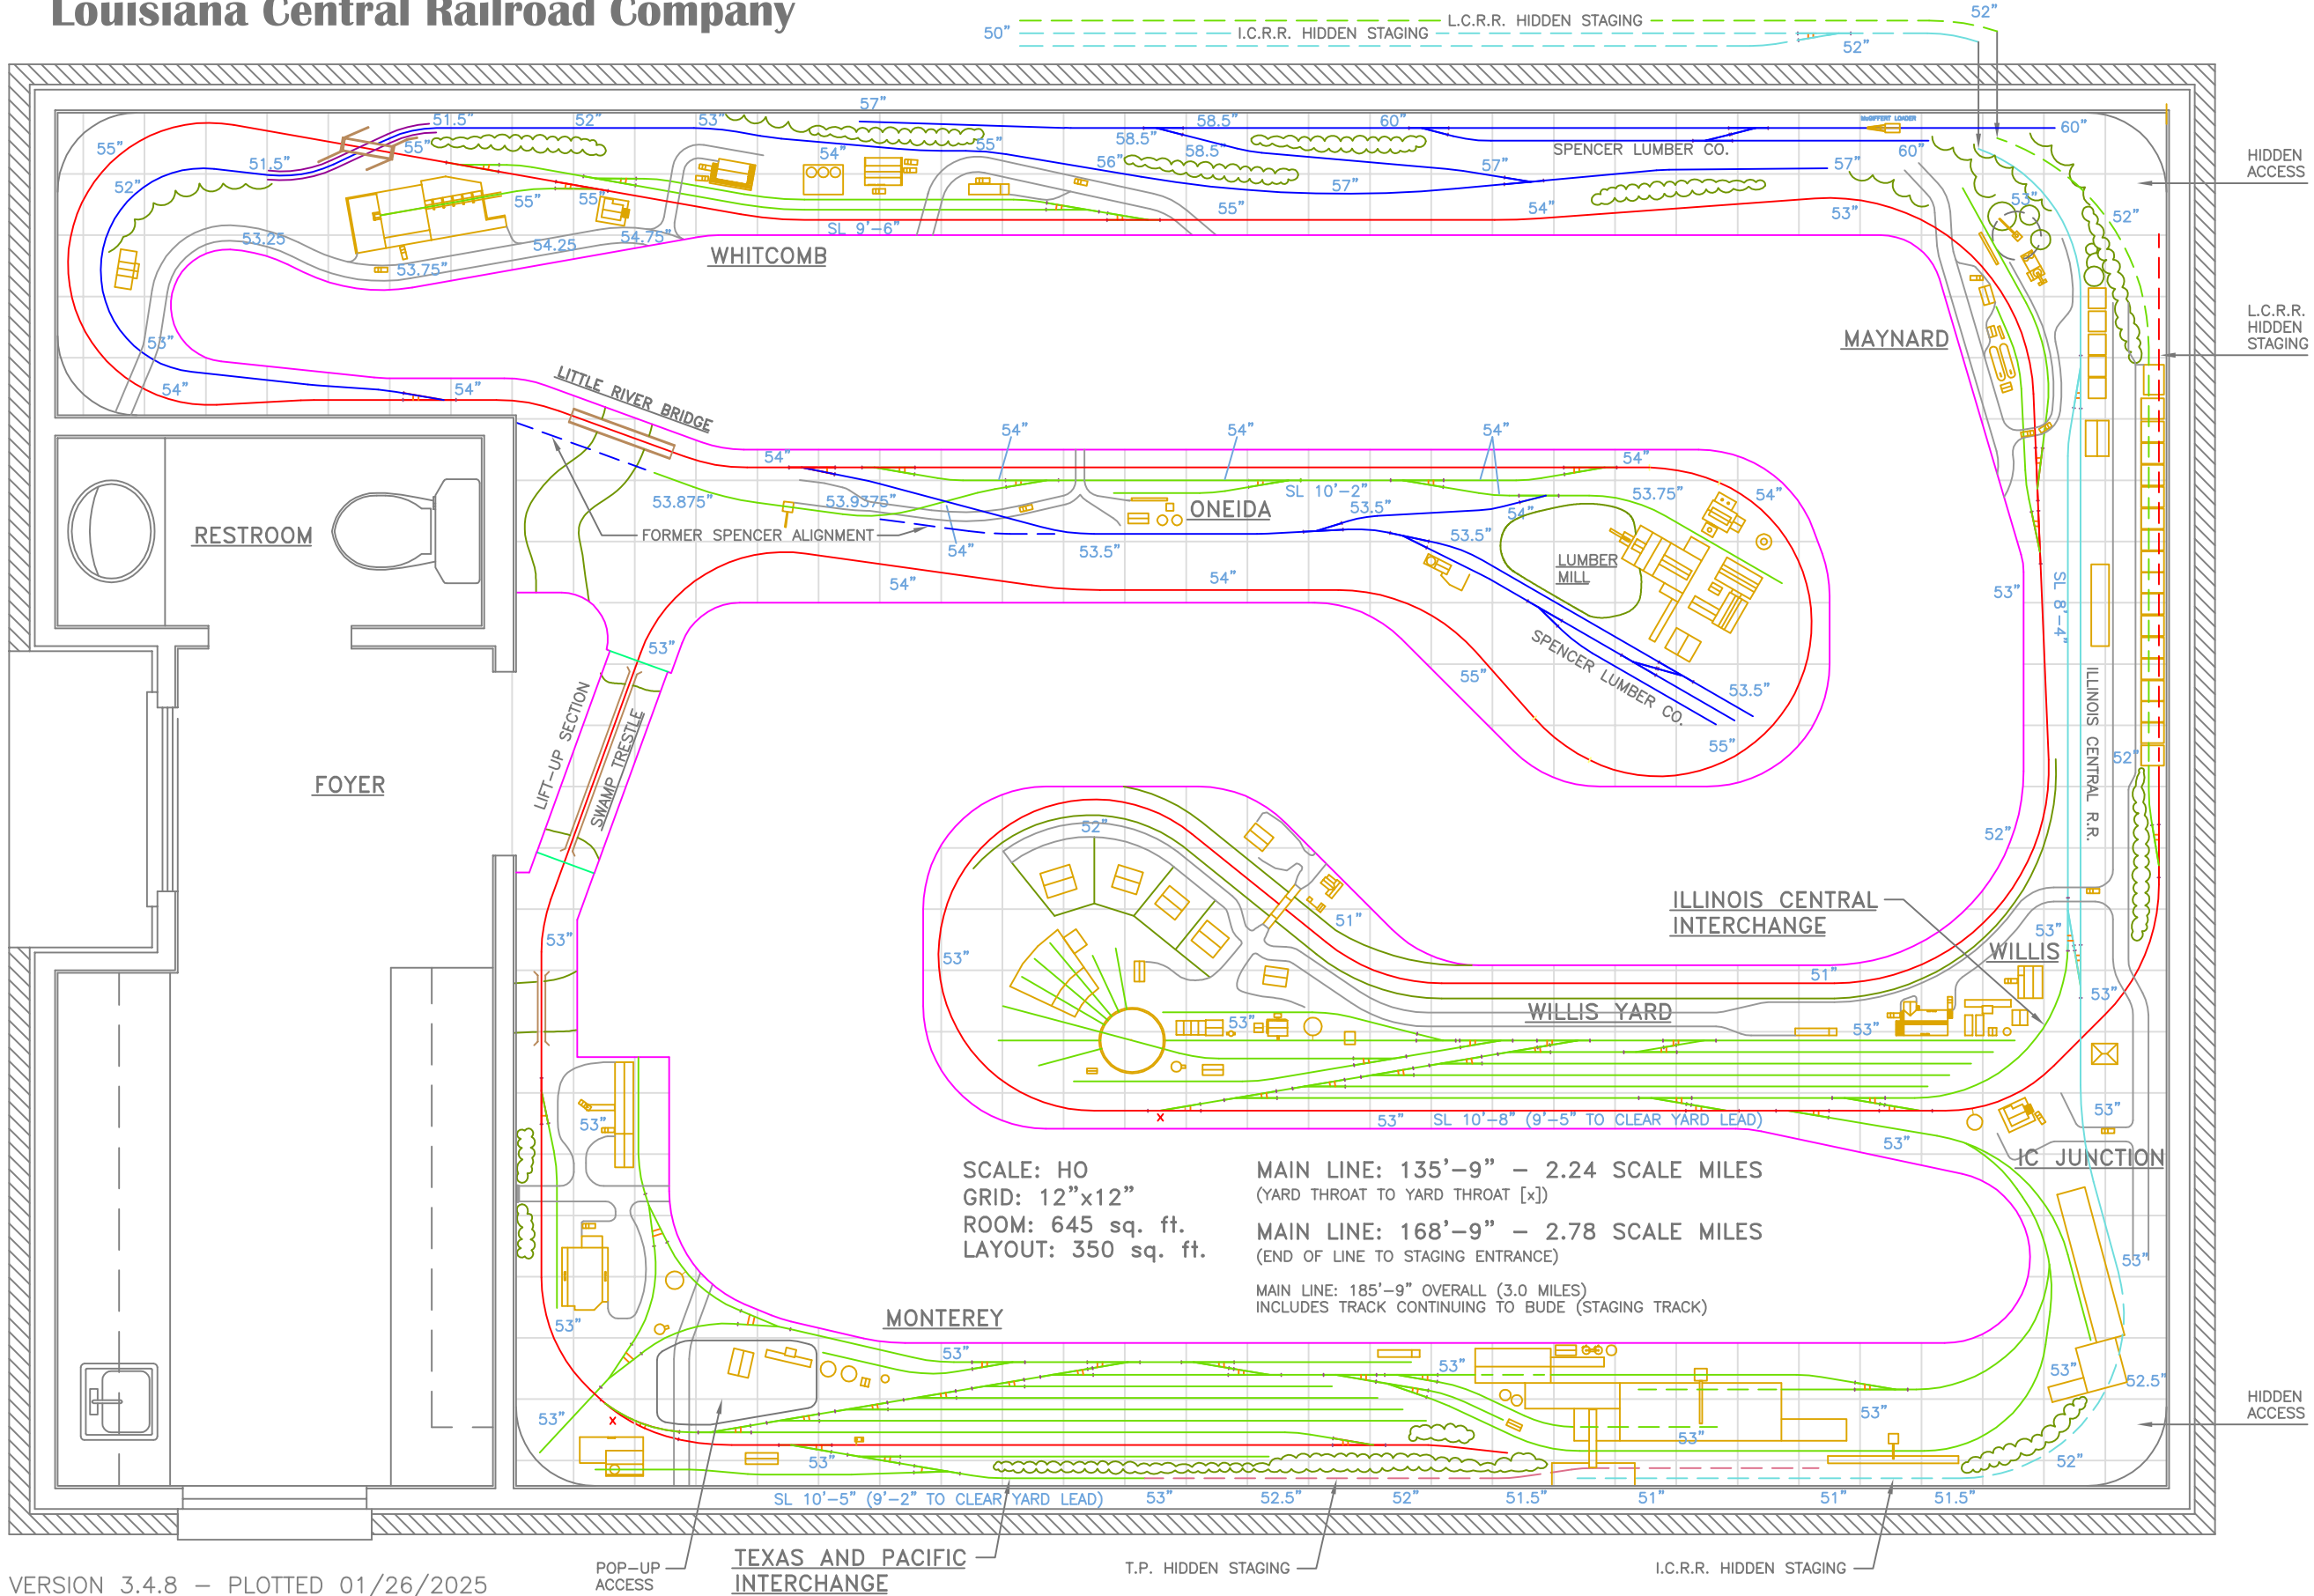 Louisiana Central Railroad Company
L.C.R.R. HIDDEN STAGING
52”
50”
I.C.R.R. HIDDEN STAGING
52”
57”
51.5”
52”
53”
58.5”
60”
McGIFFERT LOADER
60”
55”
55”
54”
55”
58.5”
58.5”
SPENCER LUMBER CO.
60”
HIDDEN
ACCESS
51.5”
56”
57”
57”
52”
55”
55”
57”
55”
54”
53”
53”
52”
53.25
54.25
54.75”
SL 9’-6”
53.75”
WHITCOMB
MAYNARD
L.C.R.R.
HIDDEN
STAGING
53”
54”
54”
LITTLE RIVER BRIDGE
54”
54”
54”
54”
54”
53.875”
53.9375”
SL 10’-2”
53.75”
54”
ONEIDA
53.5”
54”
RESTROOM
FORMER SPENCER ALIGNMENT
54”
53.5”
53.5”
LUMBER
MILL
54”
54”
53”
SL 8’-4”
SPENCER LUMBER CO.
53”
55”
53.5”
55”
LIFT-UP SECTION
SWAMP TRESTLE
ILLINOIS CENTRAL R.R.
52”
FOYER
52”
52”
51”
ILLINOIS CENTRAL
INTERCHANGE
53”
53”
53”
WILLIS
51”
53”
WILLIS YARD
53”
53”
53”
53”
SL 10’-8” (9’-5” TO CLEAR YARD LEAD)
53”
53”
x
IC JUNCTION
SCALE: HO
GRID: 12”x12”
ROOM: 645 sq. ft.
LAYOUT: 350 sq. ft.
MAIN LINE: 135’-9” – 2.24 SCALE MILES
(YARD THROAT TO YARD THROAT [x])
MAIN LINE: 168’-9” – 2.78 SCALE MILES
(END OF LINE TO STAGING ENTRANCE)
MAIN LINE: 185’-9” OVERALL (3.0 MILES)
INCLUDES TRACK CONTINUING TO BUDE (STAGING TRACK)
53”
53”
MONTEREY
53”
53”
53”
52.5”
53”
x
53”
53”
HIDDEN
ACCESS
53”
52”
SL 10’-5” (9’-2” TO CLEAR YARD LEAD)
53”
52.5”
52”
51.5”
51”
51”
51.5”
POP-UP
ACCESS
TEXAS AND PACIFIC
INTERCHANGE
T.P. HIDDEN STAGING
I.C.R.R. HIDDEN STAGING
VERSION 3.4.8 – PLOTTED 01/26/2025